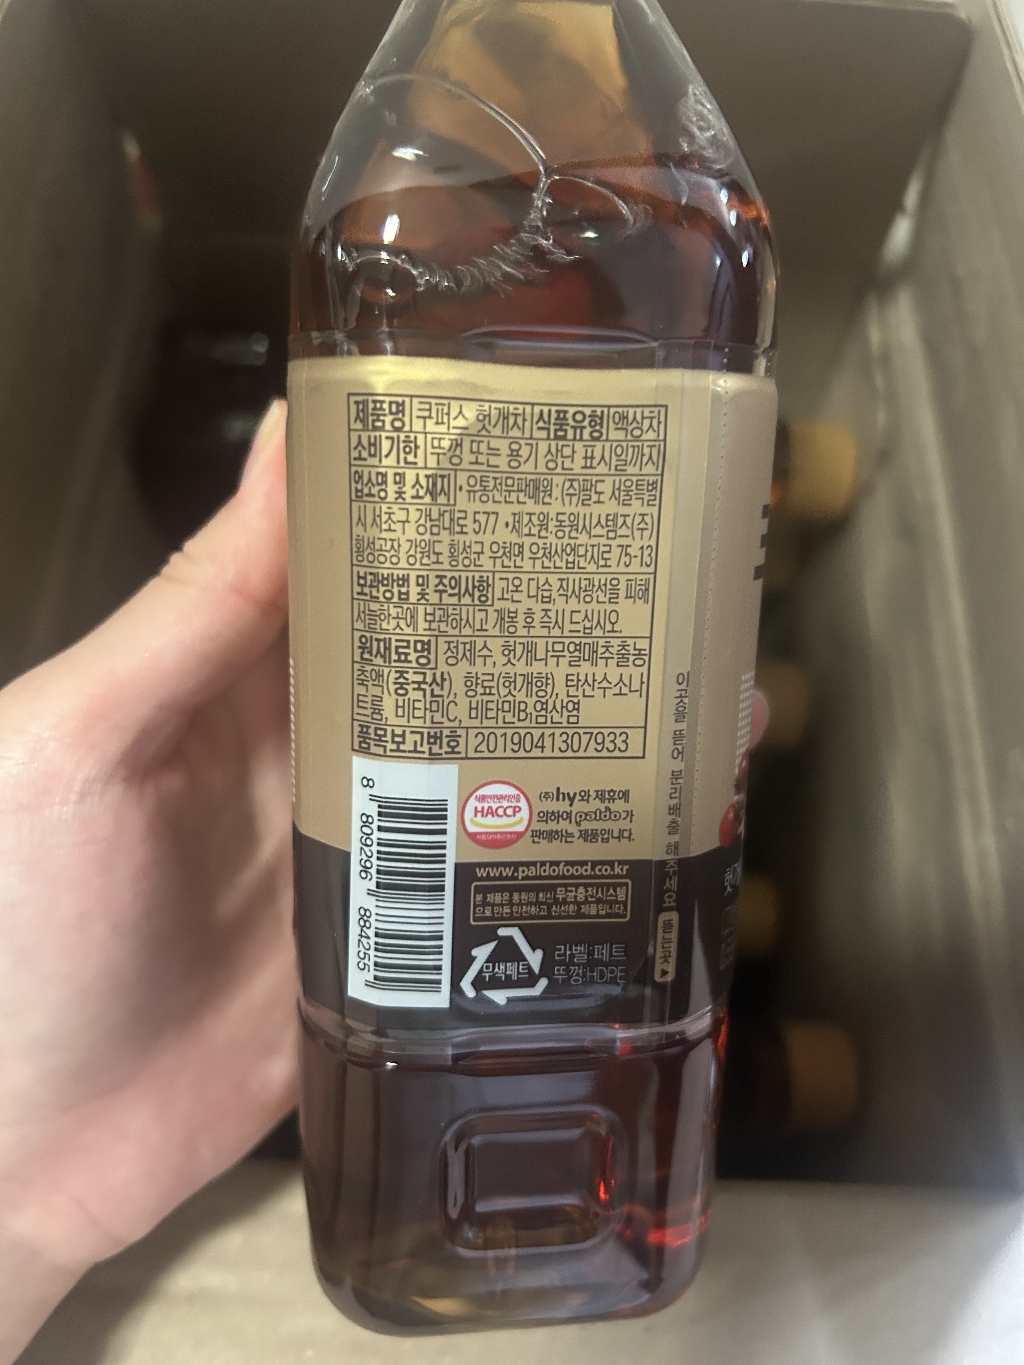 제품명 쿠퍼스 헛개차 식품유형 액상차
소비기한 뚜껑 또는 용기 상단 표시일까지
업소명 및 소재지 •유통전문판매원:(주)팔도 서울특별
시 서초구 강남대로 577 •제조원:동원시스템즈(주)
횡성공장 강원도 횡성군 우천면 우천산업단지로 75-13
보관방법 및 주의사항 고온 다습,직사광선을 피해
서늘한곳에 보관하시고 개봉 후 즉시 드십시오.
원재료명 정제수, 헛개나무열매추출농
축액(중국산), 향료(헛개향), 탄산수소나
트륨, 비타민C, 비타민B₁염산염
품목보고번호 2019041307933
8 809296 884255
식품안전관리인증
HACCP
(주)hy와 제휴에
의하여 paldo가
판매하는 제품입니다.
www.paldofood.co.kr
본 제품은 동원의 최신 무균충전시스템
으로 만든 안전하고 신선한 제품입니다.
무색페트
라벨:페트
뚜껑:HDPE
이곳을 뜯어 분리배출 해주세요 뜯는곳▶